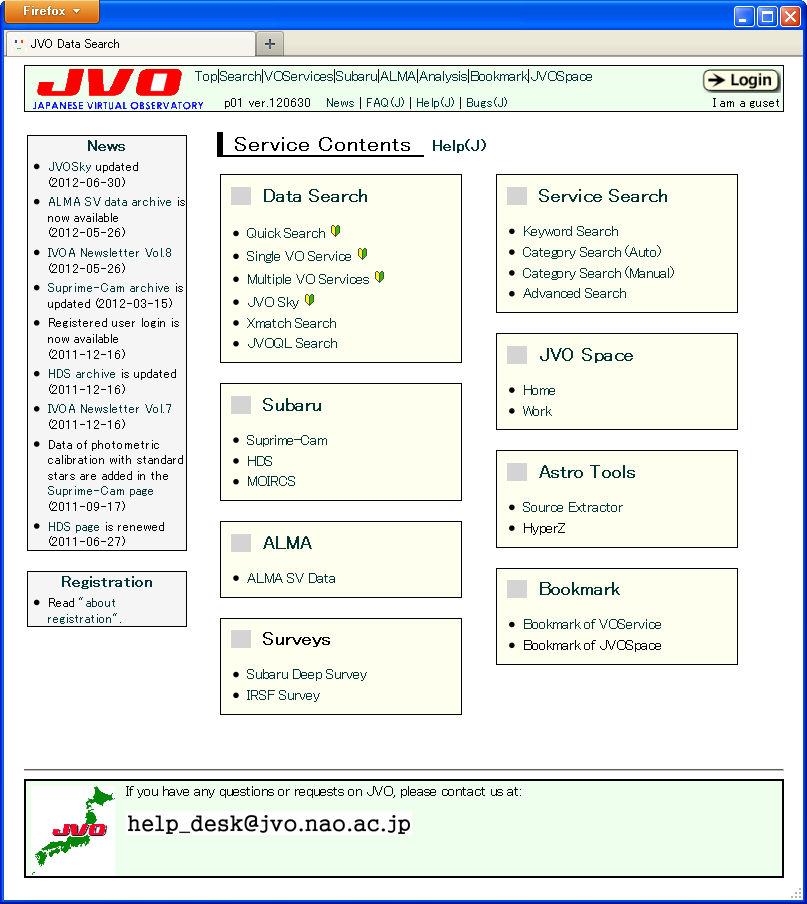 Firefox
JVO Data Search
JVO
JAPANESE VIRTUAL OBSERVATORY
Top|Search|VOServices|Subaru|ALMA|Analysis|Bookmark|JVOSpace
p01 ver.120630 News | FAQ(J) | Help(J) | Bugs(J)
Login
I am a guset
News
JVOSky updated
(2012-06-30)
ALMA SV data archive is
now available
(2012-05-26)
IVOA Newsletter Vol.8
(2012-05-26)
Suprime-Cam archive is
updated (2012-03-15)
Registered user login is
now available
(2011-12-16)
HDS archive is updated
(2011-12-16)
IVOA Newsletter Vol.7
(2011-12-16)
Data of photometric
calibration with standard
stars are added in the
Suprime-Cam page
(2011-09-17)
HDS page is renewed
(2011-06-27)
Registration
Read "about
registration".
Service Contents Help(J)
Data Search
Quick Search
Single VO Service
Multiple VO Services
JVO Sky
Xmatch Search
JVOQL Search
Subaru
Suprime-Cam
HDS
MOIRCS
ALMA
ALMA SV Data
Surveys
Subaru Deep Survey
IRSF Survey
Service Search
Keyword Search
Category Search (Auto)
Category Search (Manual)
Advanced Search
JVO Space
Home
Work
Astro Tools
Source Extractor
HyperZ
Bookmark
Bookmark of VOService
Bookmark of JVOSpace
If you have any questions or requests on JVO, please contact us at:
JVO
help_desk@jvo.nao.ac.jp